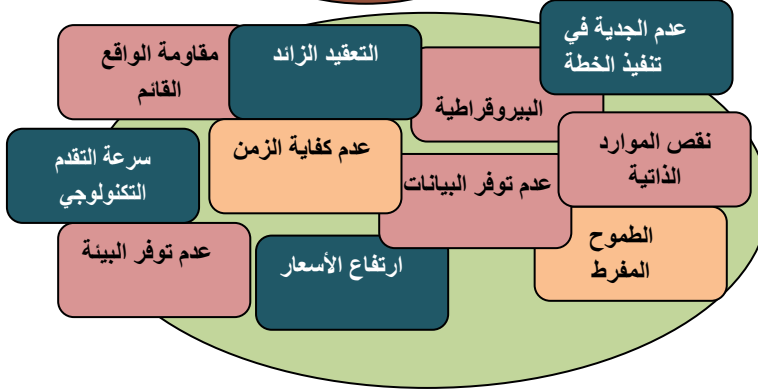 عدم الجدية في
تنفيذ الخطة
البيروقراطية
التعقيد الزائد
مقاومة الواقع
القائم
نقص الموارد
الذاتية
عدم توفر البيانات
عدم كفاية الزمن
سرعة التقدم
التكنولوجي
الطموح
المفرط
ارتفاع الأسعار
عدم توفر البيئة